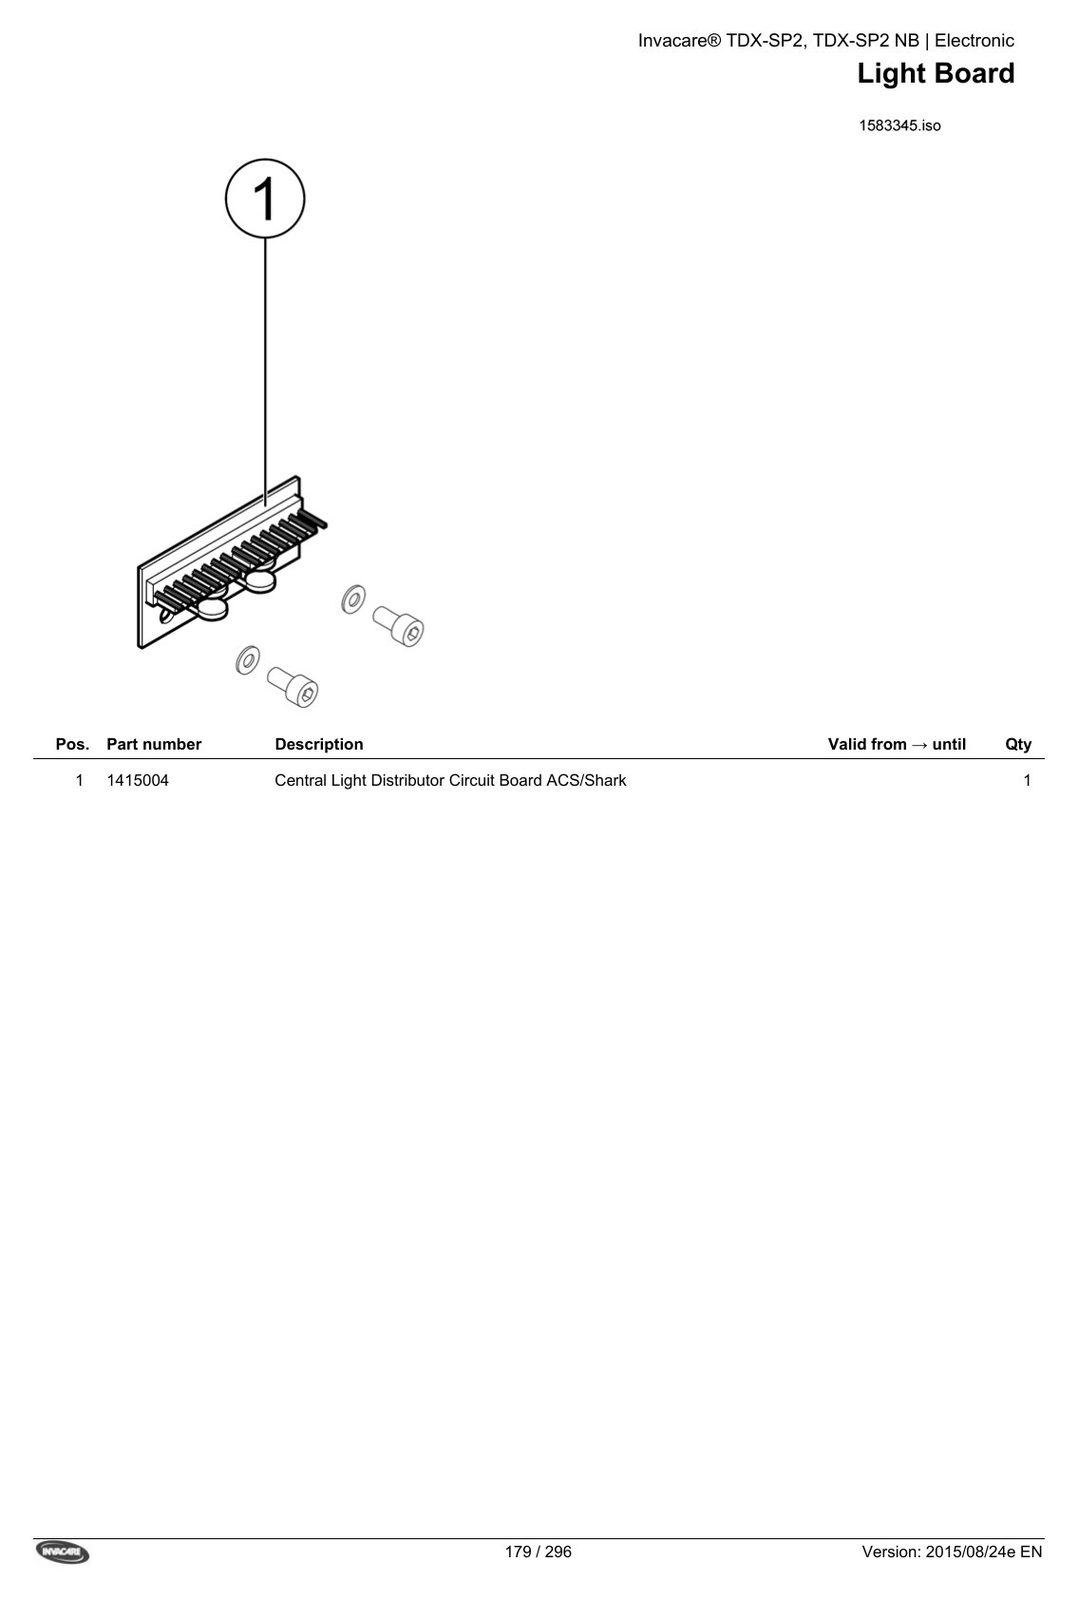 Invacare® TDX-SP2, TDX-SP2 NB | Electronic
Light Board
1583345.iso
1
Pos. Part number Description Valid from → until Qty
1 1415004 Central Light Distributor Circuit Board ACS/Shark 1
INVACARE 179 / 296 Version: 2015/08/24e EN